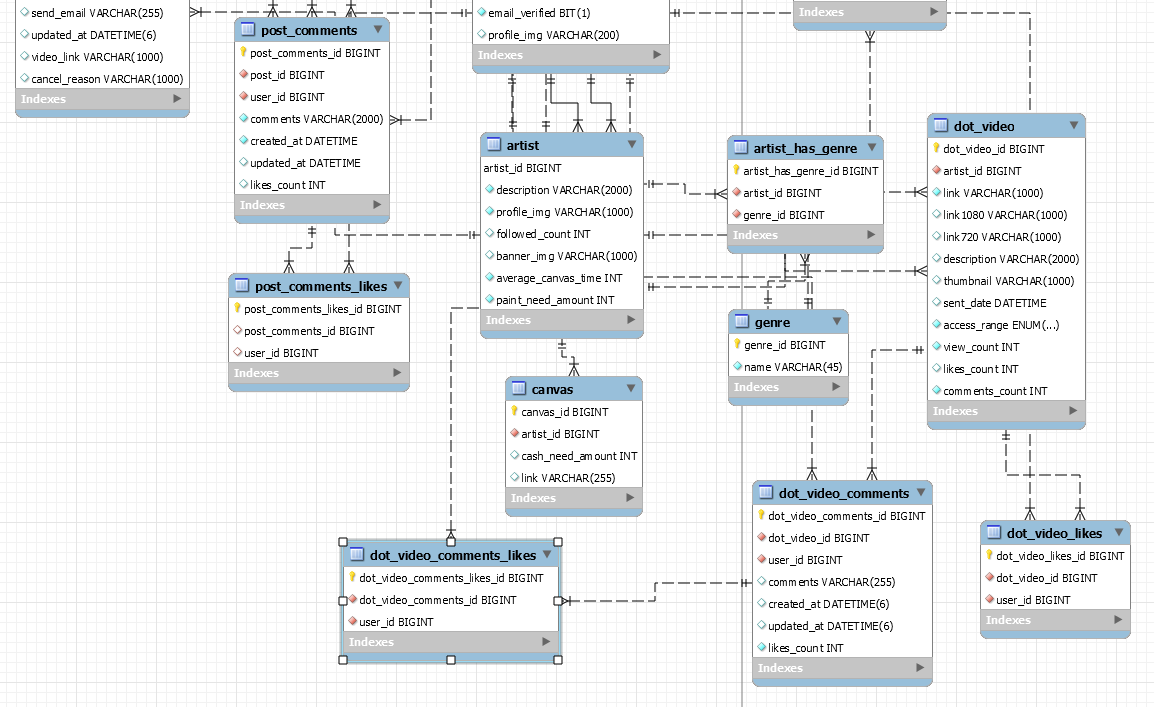 send_email VARCHAR(255)
updated_at DATETIME(6)
video_link VARCHAR(1000)
cancel_reason VARCHAR(1000)
Indexes
post_comments
post_comments_id BIGINT
post_id BIGINT
user_id BIGINT
comments VARCHAR(2000)
created_at DATETIME
updated_at DATETIME
likes_count INT
Indexes
email_verified BIT(1)
profile_img VARCHAR(200)
Indexes
Indexes
artist
artist_id BIGINT
description VARCHAR(2000)
profile_img VARCHAR(1000)
followed_count INT
banner_img VARCHAR(1000)
average_canvas_time INT
paint_need_amount INT
Indexes
artist_has_genre
artist_has_genre_id BIGINT
artist_id BIGINT
genre_id BIGINT
Indexes
dot_video
dot_video_id BIGINT
artist_id BIGINT
link VARCHAR(1000)
link1080 VARCHAR(1000)
link720 VARCHAR(1000)
description VARCHAR(2000)
thumbnail VARCHAR(1000)
sent_date DATETIME
access_range ENUM(...)
view_count INT
likes_count INT
comments_count INT
Indexes
post_comments_likes
post_comments_likes_id BIGINT
post_comments_id BIGINT
user_id BIGINT
Indexes
genre
genre_id BIGINT
name VARCHAR(45)
Indexes
canvas
canvas_id BIGINT
artist_id BIGINT
cash_need_amount INT
link VARCHAR(255)
Indexes
dot_video_comments
dot_video_comments_id BIGINT
dot_video_id BIGINT
user_id BIGINT
comments VARCHAR(255)
created_at DATETIME(6)
updated_at DATETIME(6)
likes_count INT
Indexes
dot_video_likes
dot_video_likes_id BIGINT
dot_video_id BIGINT
user_id BIGINT
Indexes
dot_video_comments_likes
dot_video_comments_likes_id BIGINT
dot_video_comments_id BIGINT
user_id BIGINT
Indexes